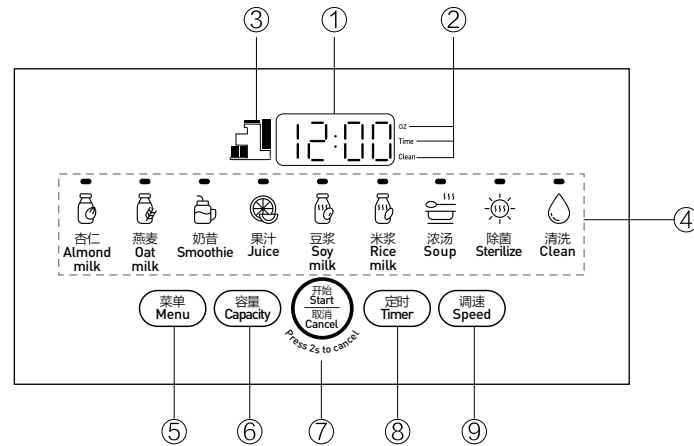 ③ ① ②
12:00
OZ
Time
Clean
杏仁
Almond
milk
燕麦
Oat
milk
奶昔
Smoothie
果汁
Juice
豆浆
Soy
milk
米浆
Rice
milk
浓汤
Soup
除菌
Sterilize
清洗
Clean
④
菜单
Menu
容量
Capacity
开始
Start
取消
Cancel
Press 2s to cancel
定时
Timer
调速
Speed
⑤ ⑥ ⑦ ⑧ ⑨